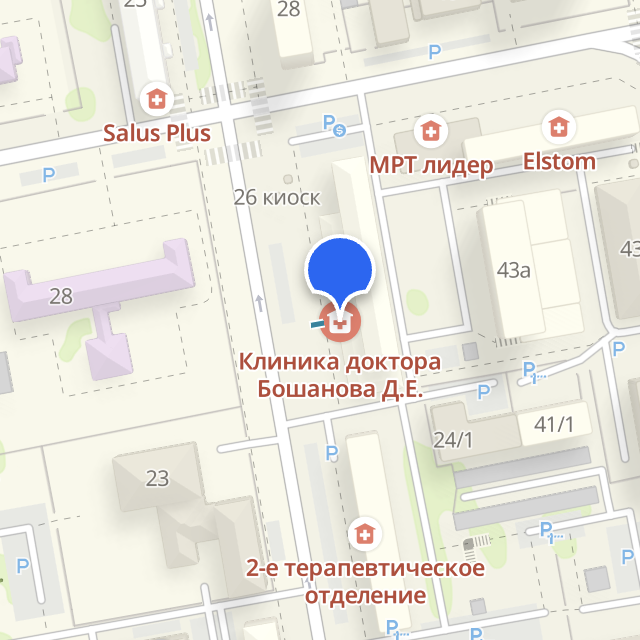 25
28
P
Salus Plus
P
МРТ лидер
Elstom
P
26 киоск
28
43а
43
Клиника доктора
Бошанова Д.Е.
P
P
P
24/1
41/1
P
23
P
P
P
2-е терапевтическое
отделение
P
P